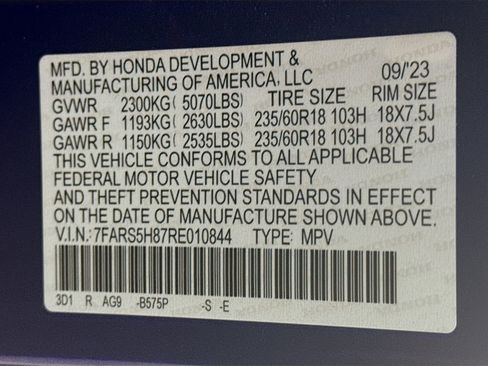 MFD. BY HONDA DEVELOPMENT &
MANUFACTURING OF AMERICA, LLC 09/'23
GVWR 2300KG( 5070LBS) TIRE SIZE RIM SIZE
GAWR F 1193KG( 2630LBS) 235/60R18 103H 18X7.5J
GAWR R 1150KG( 2535LBS) 235/60R18 103H 18X7.5J
THIS VEHICLE CONFORMS TO ALL APPLICABLE
FEDERAL MOTOR VEHICLE SAFETY
AND THEFT PREVENTION STANDARDS IN EFFECT
ON THE DATE OF MANUFACTURE SHOWN ABOVE.
V.I.N.:7FARS5H87RE010844 TYPE: MPV
3D1 R AG9 -B575P -S -E